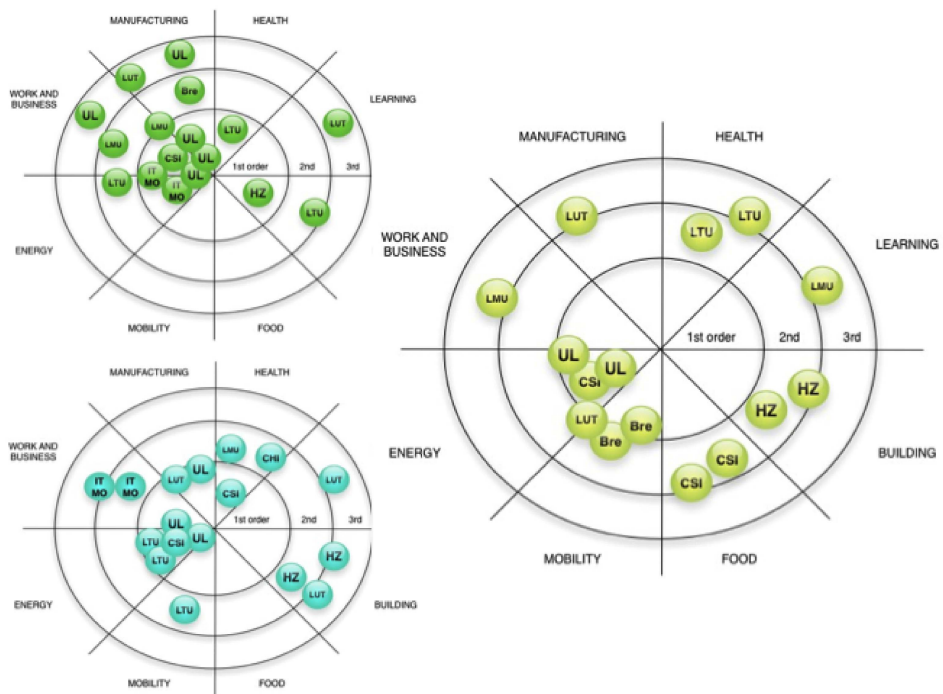 MANUFACTURING HEALTH
UL
LUT
Bre
WORK AND
BUSINESS
LEARNING
UL
LMU
LTU
LUT
LMU
UL
CSI
UL
1st order 2nd 3rd
LTU
IT
MO
UL
IT
MO
HZ
LTU
ENERGY
MOBILITY FOOD
MANUFACTURING HEALTH
WORK AND
BUSINESS
LMU
CHI
UL
LUT
LUT
IT
MO
IT
MO
CSI
UL
1st order 2nd 3rd
LTU
CSI
UL
LTU
HZ
HZ
LUT
LTU
ENERGY
BUILDING
MOBILITY FOOD
MANUFACTURING HEALTH
LUT
LTU
LTU
WORK AND
BUSINESS
LEARNING
LMU
LMU
1st order 2nd 3rd
UL
UL
CSI
HZ
HZ
LUT
Bre
Bre
ENERGY
BUILDING
CSI
CSI
MOBILITY FOOD